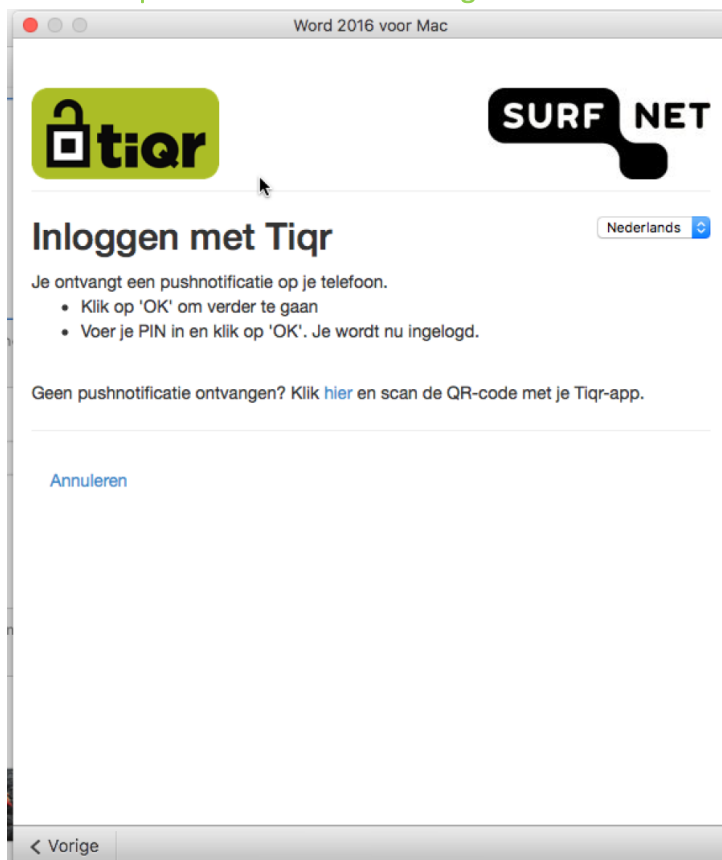 Word 2016 voor Mac
tiqr
SURF NET
Inloggen met Tiqr
Nederlands
Je ontvangt een pushnotificatie op je telefoon.
• Klik op 'OK' om verder te gaan
• Voer je PIN in en klik op 'OK'. Je wordt nu ingelogd.
Geen pushnotificatie ontvangen? Klik hier en scan de QR-code met je Tiqr-app.
Annuleren
Vorige